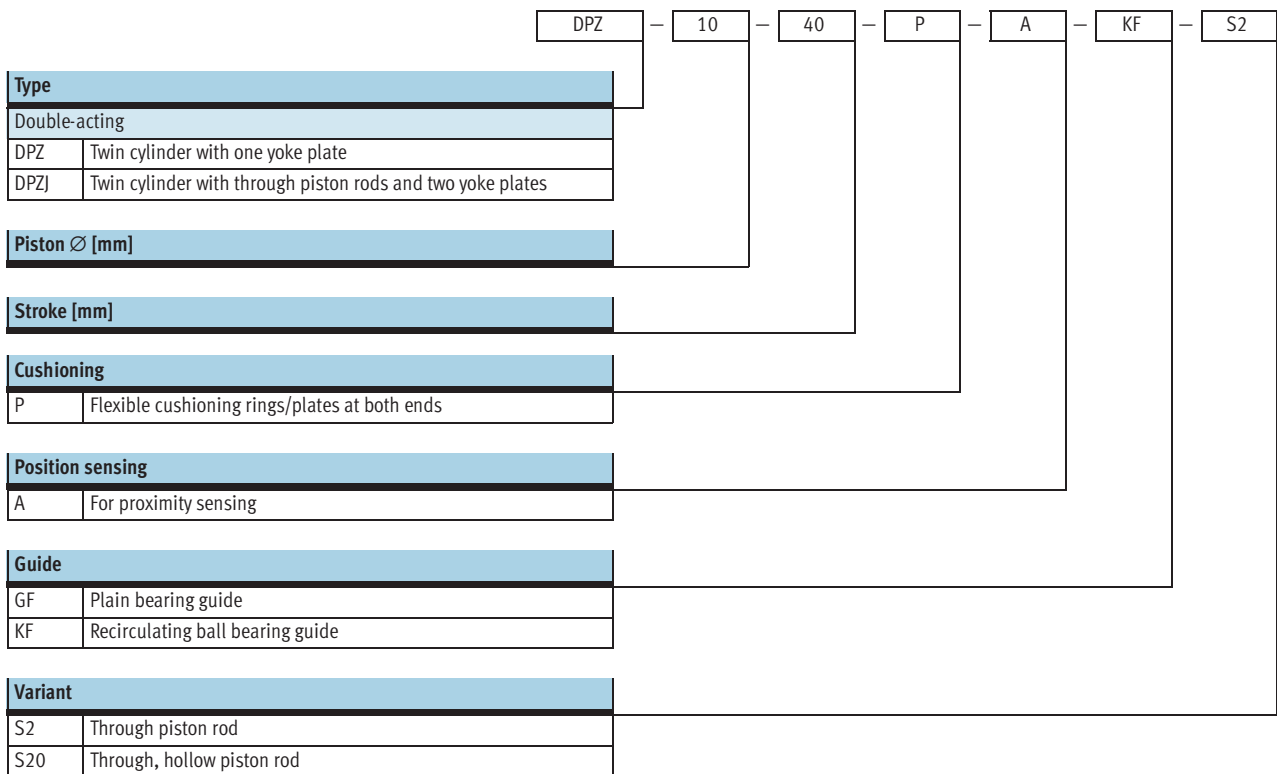 DPZ – 10 – 40 – P – A – KF – S2
Type
Double-acting
DPZ Twin cylinder with one yoke plate
DPZJ Twin cylinder with through piston rods and two yoke plates
Piston ∅ [mm]
Stroke [mm]
Cushioning
P Flexible cushioning rings/plates at both ends
Position sensing
A For proximity sensing
Guide
GF Plain bearing guide
KF Recirculating ball bearing guide
Variant
S2 Through piston rod
S20 Through, hollow piston rod